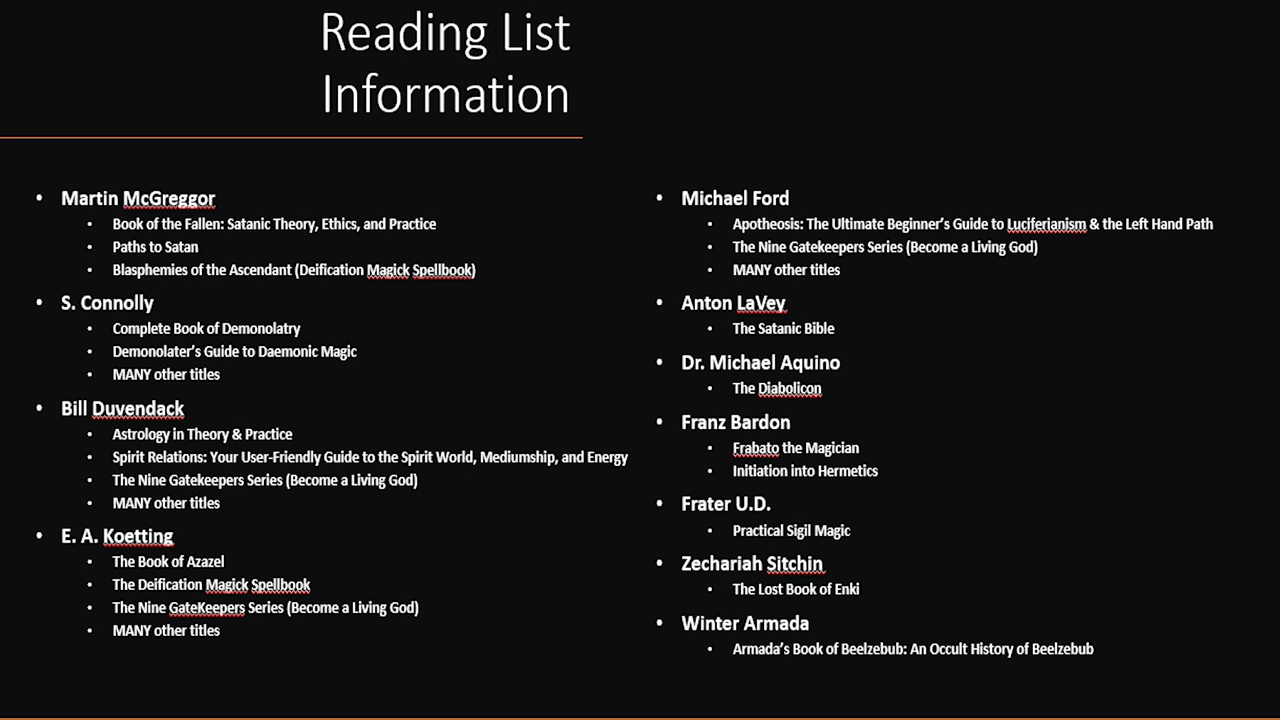 Reading List
Information
• Martin McGreggor
• Book of the Fallen: Satanic Theory, Ethics, and Practice
• Paths to Satan
• Blasphemies of the Ascendant (Deification Magick Spellbook)
• S. Connolly
• Complete Book of Demonolatry
• Demonolater's Guide to Daemonic Magic
• MANY other titles
• Bill Duvendack
• Astrology in Theory & Practice
• Spirit Relations: Your User-Friendly Guide to the Spirit World, Mediumship, and Energy
• The Nine Gatekeepers Series (Become a Living God)
• MANY other titles
• E. A. Koetting
• The Book of Azazel
• The Deification Magick Spellbook
• The Nine GateKeepers Series (Become a Living God)
• MANY other titles
• Michael Ford
• Apotheosis: The Ultimate Beginner's Guide to Luciferianism & the Left Hand Path
• The Nine Gatekeepers Series (Become a Living God)
• MANY other titles
• Anton LaVey
• The Satanic Bible
• Dr. Michael Aquino
• The Diabolicon
• Franz Bardon
• Frabato the Magician
• Initiation into Hermetics
• Frater U.D.
• Practical Sigil Magic
• Zechariah Sitchin
• The Lost Book of Enki
• Winter Armada
• Armada's Book of Beelzebub: An Occult History of Beelzebub